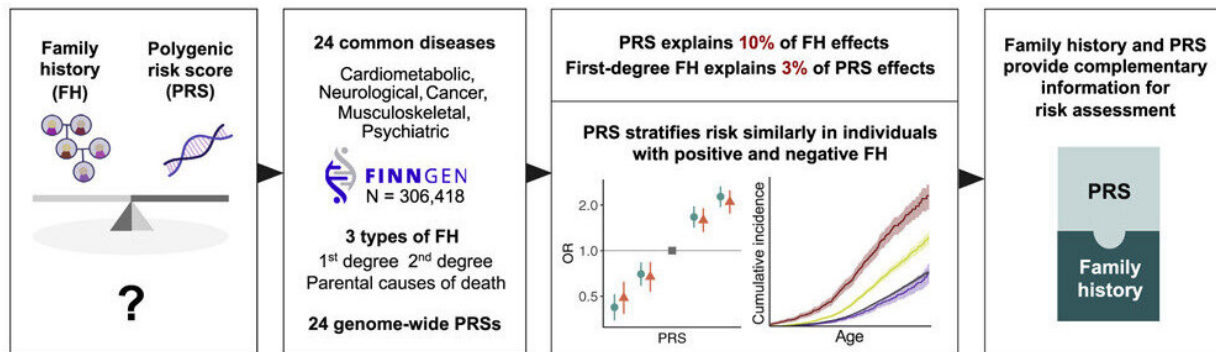 Family
history
(FH)
Polygenic
risk score
(PRS)
?
24 common diseases
Cardiometabolic,
Neurological, Cancer,
Musculoskeletal,
Psychiatric
FINNGEN
N = 306,418
3 types of FH
1st degree 2nd degree
Parental causes of death
24 genome-wide PRSs
PRS explains 10% of FH effects
First-degree FH explains 3% of PRS effects
PRS stratifies risk similarly in individuals
with positive and negative FH
OR
2.0
1.0
0.5
PRS
Cumulative incidence
Age
Family history and PRS
provide complementary
information for
risk assessment
PRS
Family
history